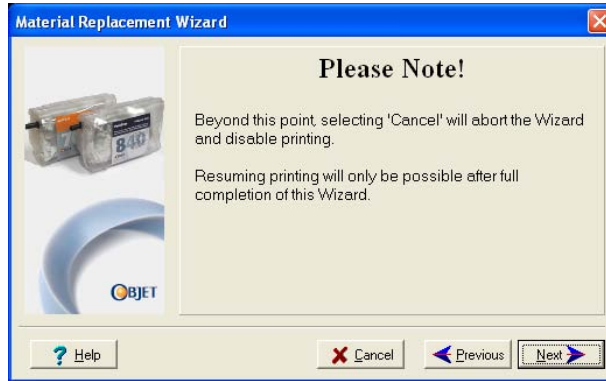 Material Replacement Wizard
Please Note!
Beyond this point, selecting 'Cancel' will abort the Wizard
and disable printing.
Resuming printing will only be possible after full
completion of this Wizard.
840
OBJET
? Help
Cancel
Previous
Next